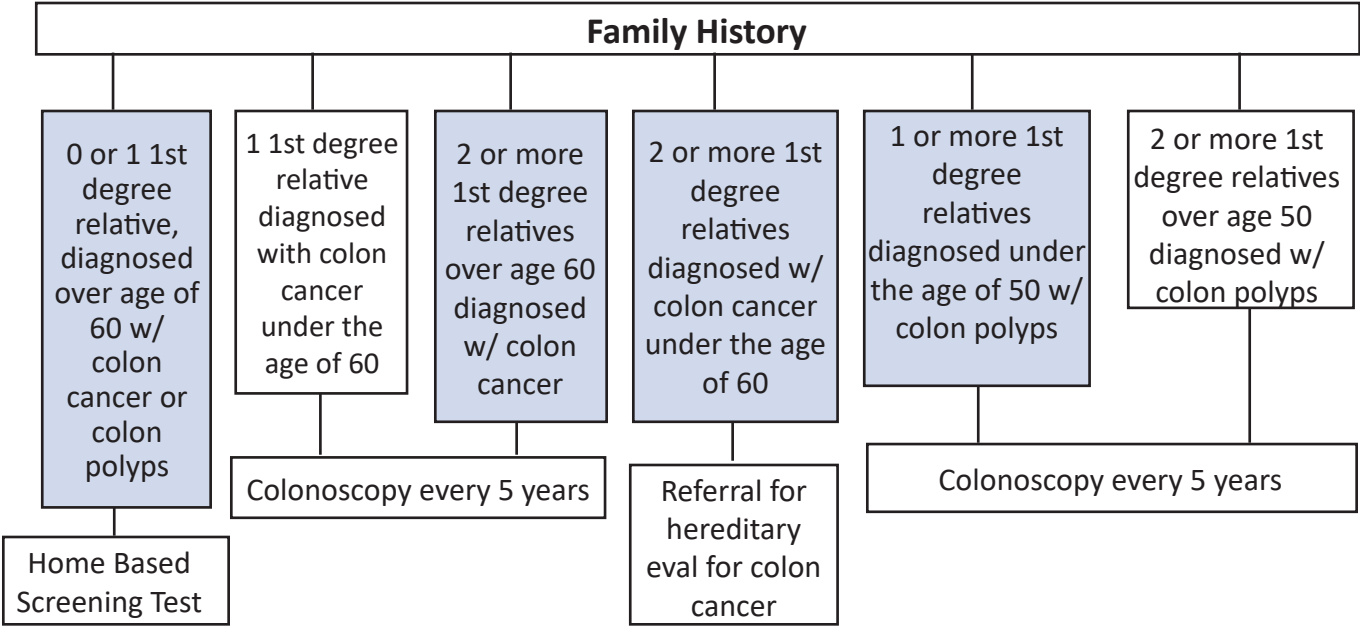 Family History
0 or 1 1st
degree
relative,
diagnosed
over age of
60 w/
colon
cancer or
colon
polyps
Home Based
Screening Test
1 1st degree
relative
diagnosed
with colon
cancer
under the
age of 60
2 or more
1st degree
relatives
over age 60
diagnosed
w/ colon
cancer
Colonoscopy every 5 years
2 or more 1st
degree
relatives
diagnosed w/
colon cancer
under the age
of 60
Referral for
hereditary
eval for colon
cancer
1 or more 1st
degree
relatives
diagnosed under
the age of 50 w/
colon polyps
2 or more 1st
degree relatives
over age 50
diagnosed w/
colon polyps
Colonoscopy every 5 years